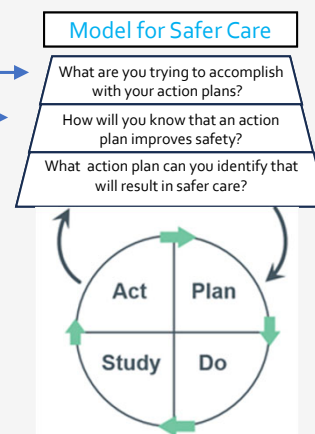 Model for Safer Care
What are you trying to accomplish
with your action plans?
How will you know that an action
plan improves safety?
What action plan can you identify that
will result in safer care?
Act Plan
Study Do